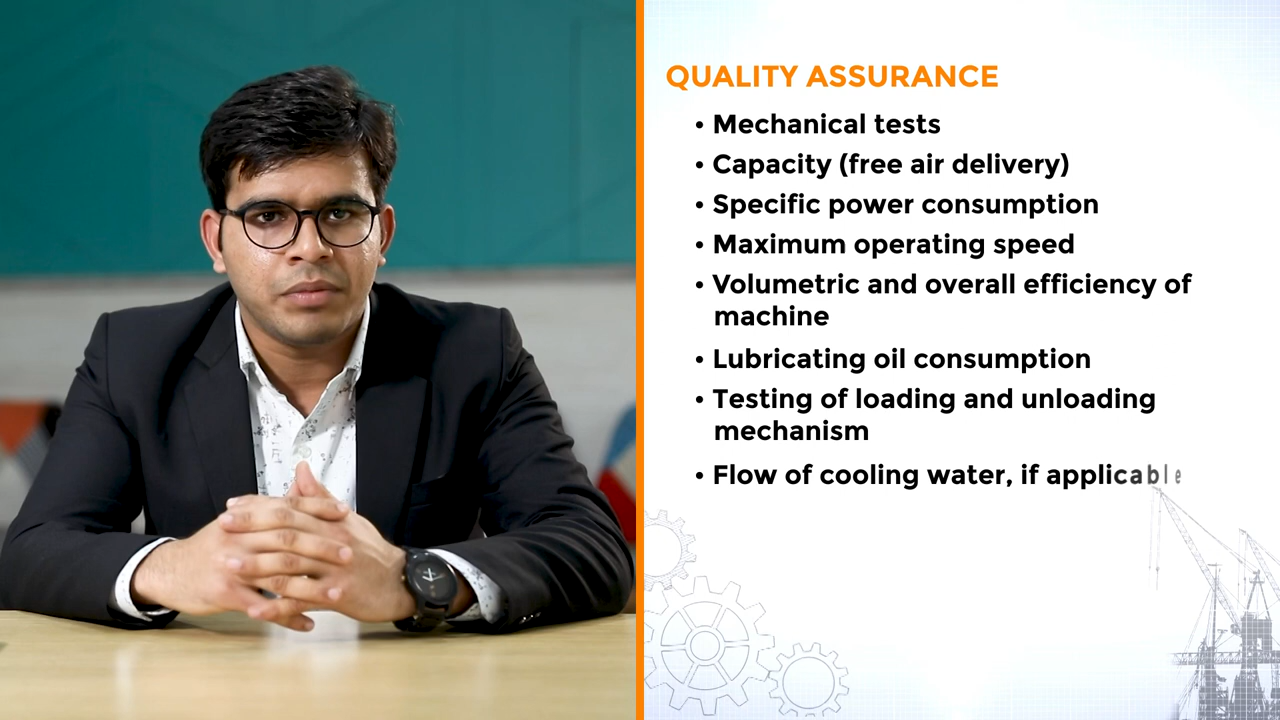 QUALITY ASSURANCE
• Mechanical tests
• Capacity (free air delivery)
• Specific power consumption
• Maximum operating speed
• Volumetric and overall efficiency of
machine
• Lubricating oil consumption
• Testing of loading and unloading
mechanism
• Flow of cooling water, if applicable